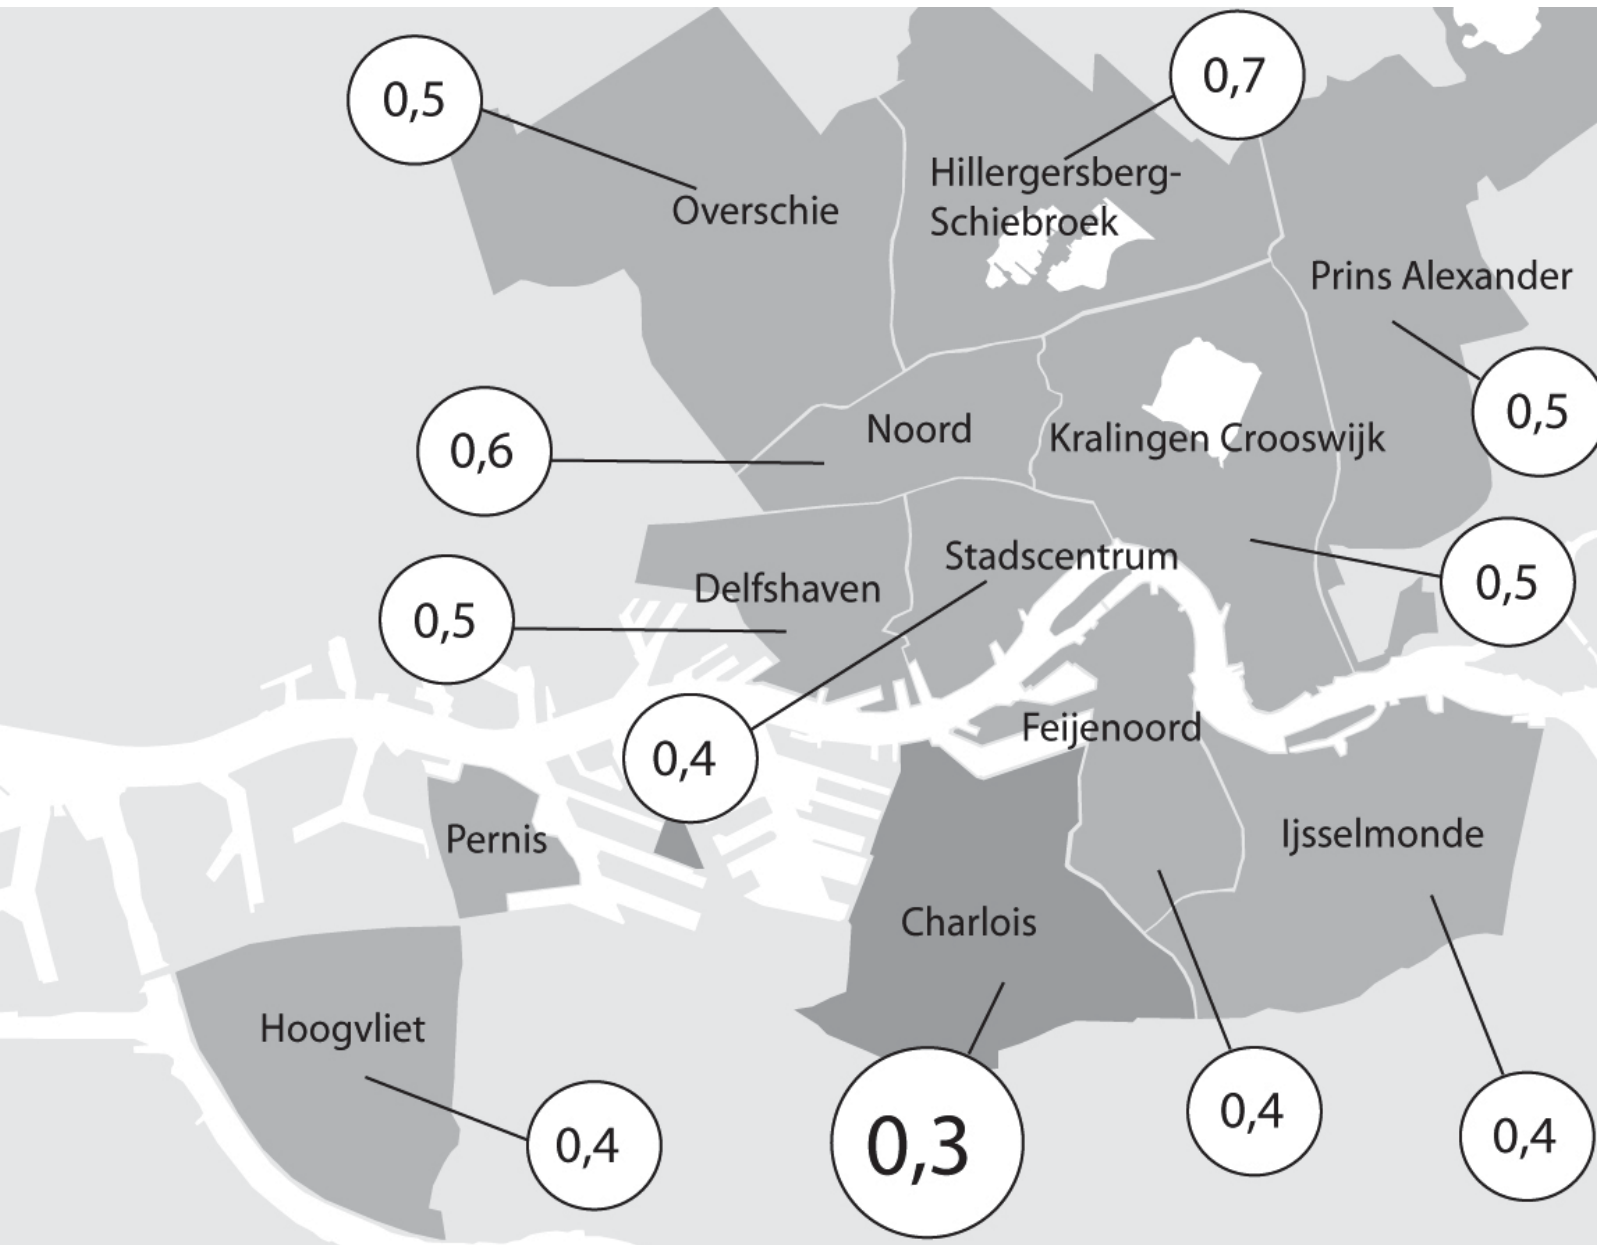 0,5
0,7
Hillergersberg-
Schiebroek
Overschie
Prins Alexander
0,5
Noord
Kralingen Crooswijk
0,6
Stadscentrum
Delfshaven
0,5
0,5
Feijenoord
0,4
Pernis
Ijsselmonde
Charlois
Hoogvliet
0,4
0,3
0,4
0,4